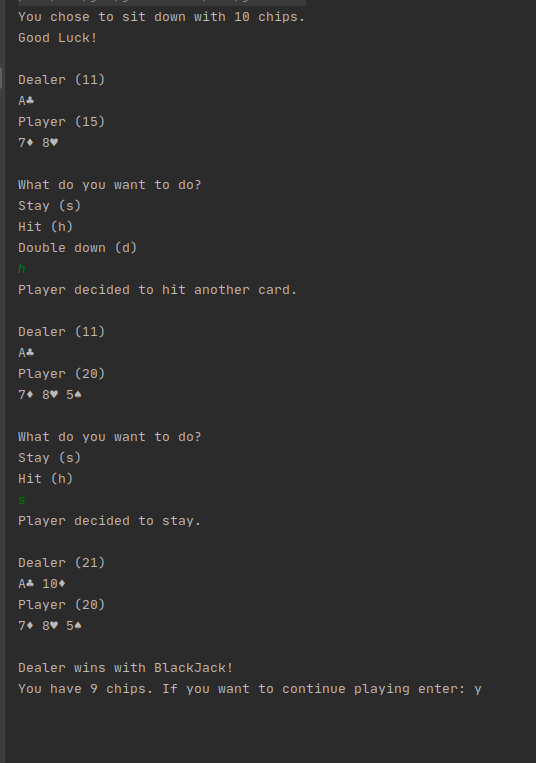 You chose to sit down with 10 chips.
Good Luck!
Dealer (11)
A♣
Player (15)
7♦ 8♥
What do you want to do?
Stay (s)
Hit (h)
Double down (d)
h
Player decided to hit another card.
Dealer (11)
A♣
Player (20)
7♦ 8♥ 5♠
What do you want to do?
Stay (s)
Hit (h)
s
Player decided to stay.
Dealer (21)
A♣ 10♦
Player (20)
7♦ 8♥ 5♠
Dealer wins with BlackJack!
You have 9 chips. If you want to continue playing enter: y